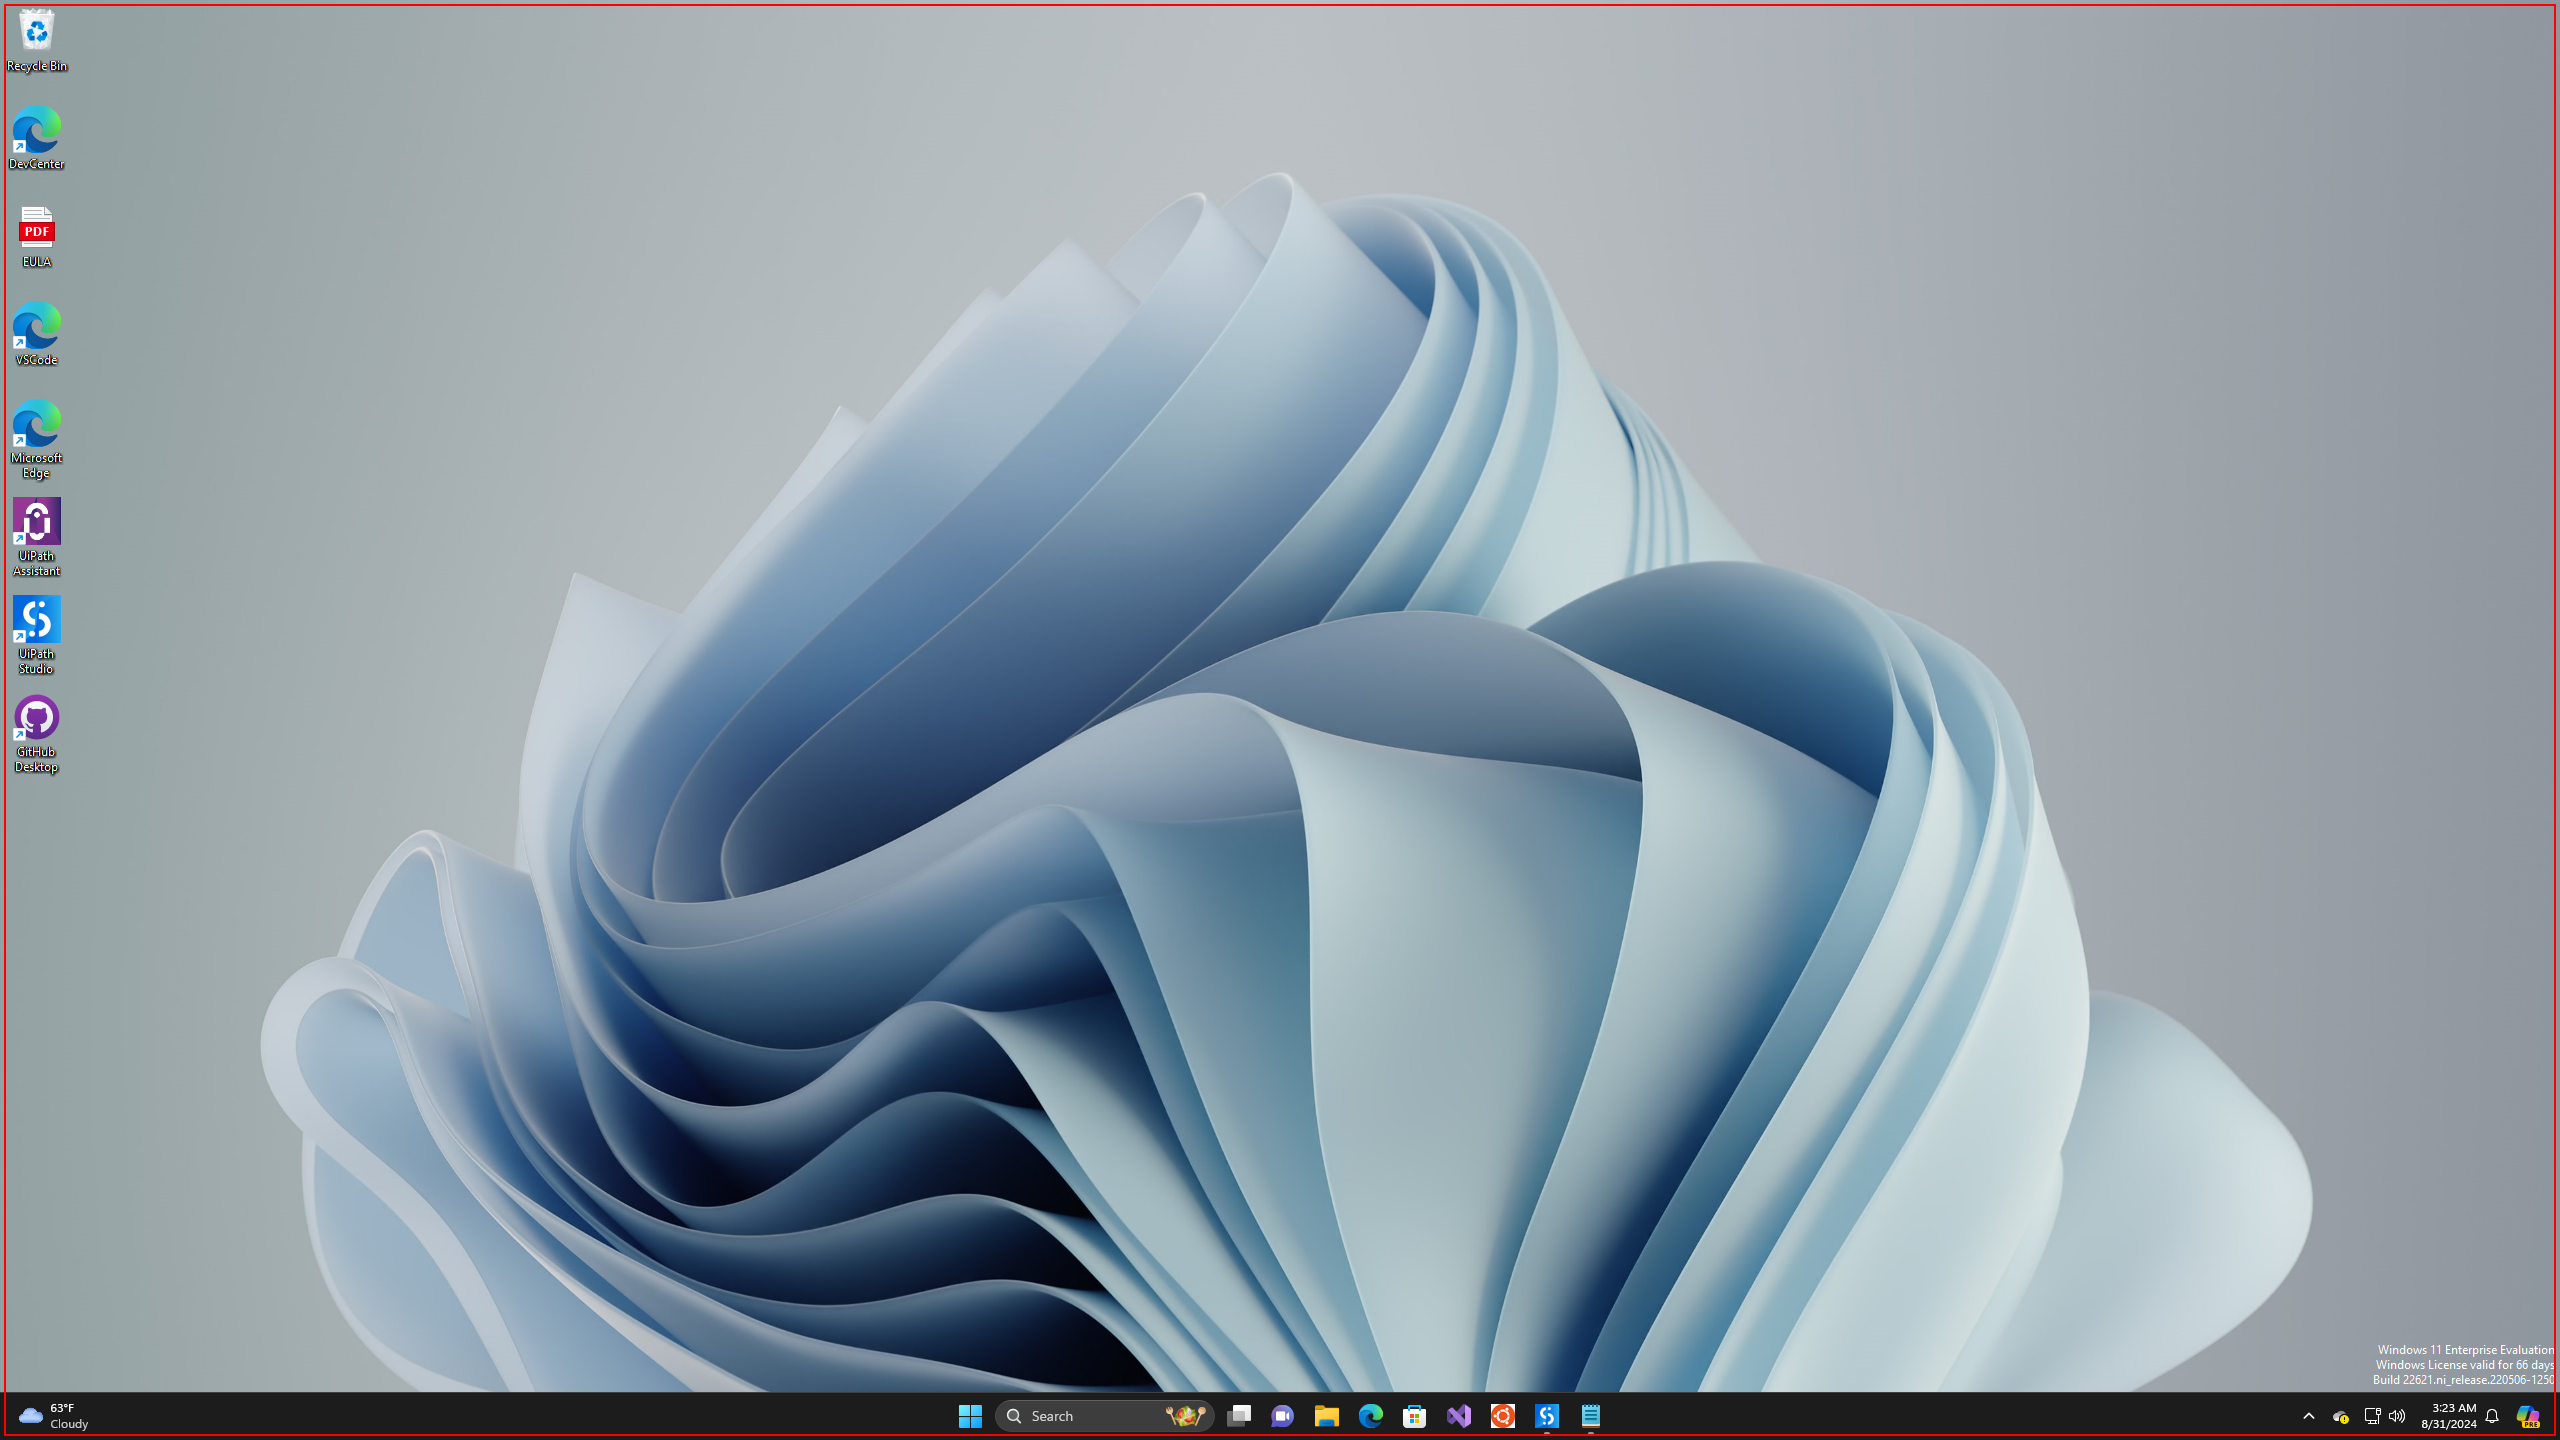 Recycle Bin
DevCenter
PDF
EULA
VSCode
Microsoft
Edge
UiPath
Assistant
UiPath
Studio
GitHub
Desktop
Windows 11 Enterprise Evaluation
Windows License valid for 66 days
Build 22621.ni_release.220506-1250
63°F
Cloudy
Search
3:23 AM
8/31/2024
PRE